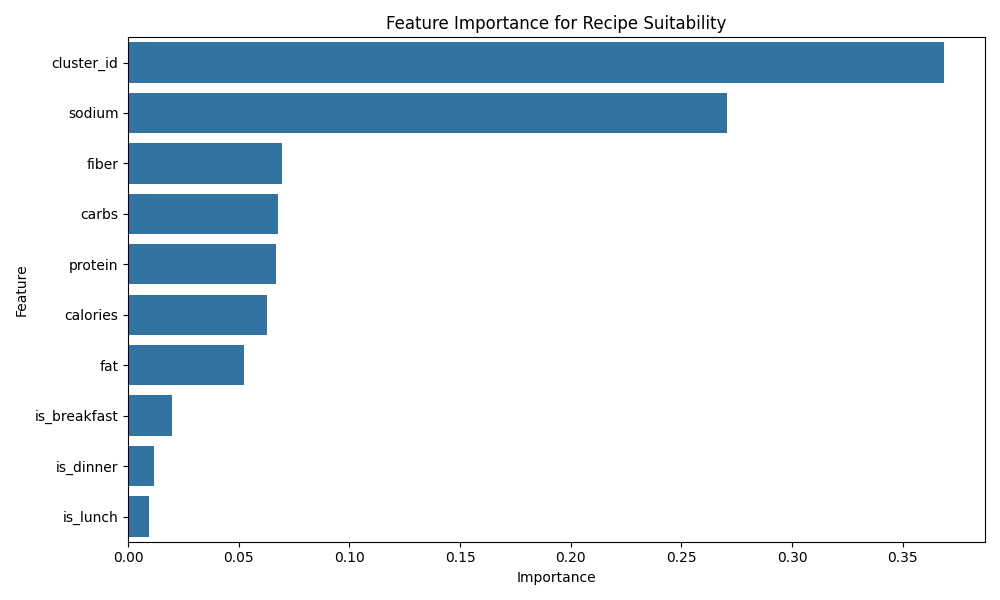 Feature Importance for Recipe Suitability
Feature
cluster_id
sodium
fiber
carbs
protein
calories
fat
is_breakfast
is_dinner
is_lunch
0.00 0.05 0.10 0.15 0.20 0.25 0.30 0.35
Importance